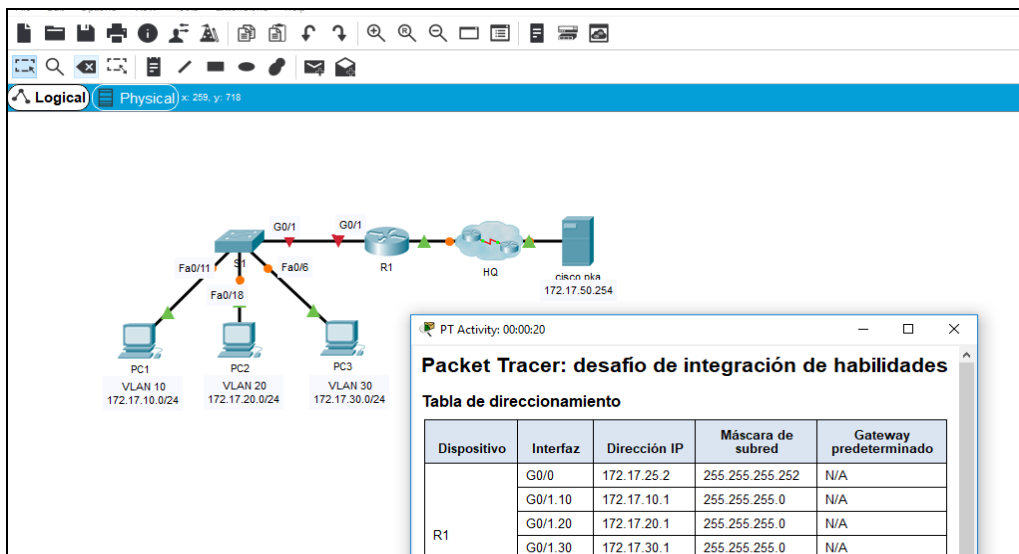 Logical
Physical x: 259, y: 718
G0/1
G0/1
Fa0/11
S1
Fa0/6
R1
HQ
cisco.pka
172.17.50.254
Fa0/18
PC1
PC2
PC3
VLAN 10
172.17.10.0/24
VLAN 20
172.17.20.0/24
VLAN 30
172.17.30.0/24
PT Activity: 00:00:20
Packet Tracer: desafío de integración de habilidades
Tabla de direccionamiento
Dispositivo Interfaz Dirección IP Máscara de subred Gateway predeterminado
R1
G0/0 172.17.25.2 255.255.255.252 N/A
G0/1.10 172.17.10.1 255.255.255.0 N/A
G0/1.20 172.17.20.1 255.255.255.0 N/A
G0/1.30 172.17.30.1 255.255.255.0 N/A